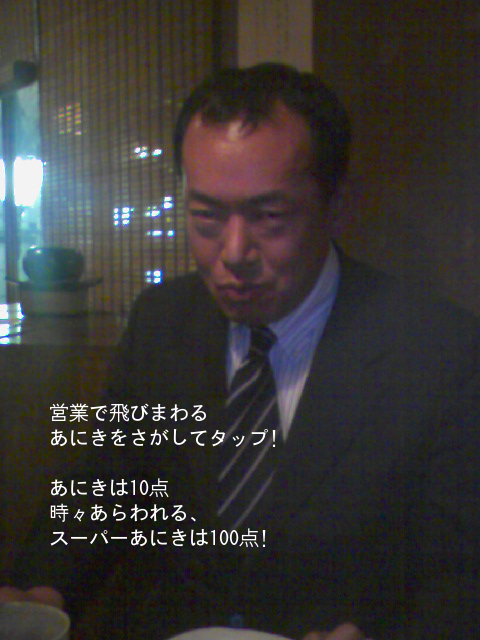 営業で飛びまわる
あにきをさがしてタップ!
あにきは10点
時々あらわれる、
スーパーあにきは100点!